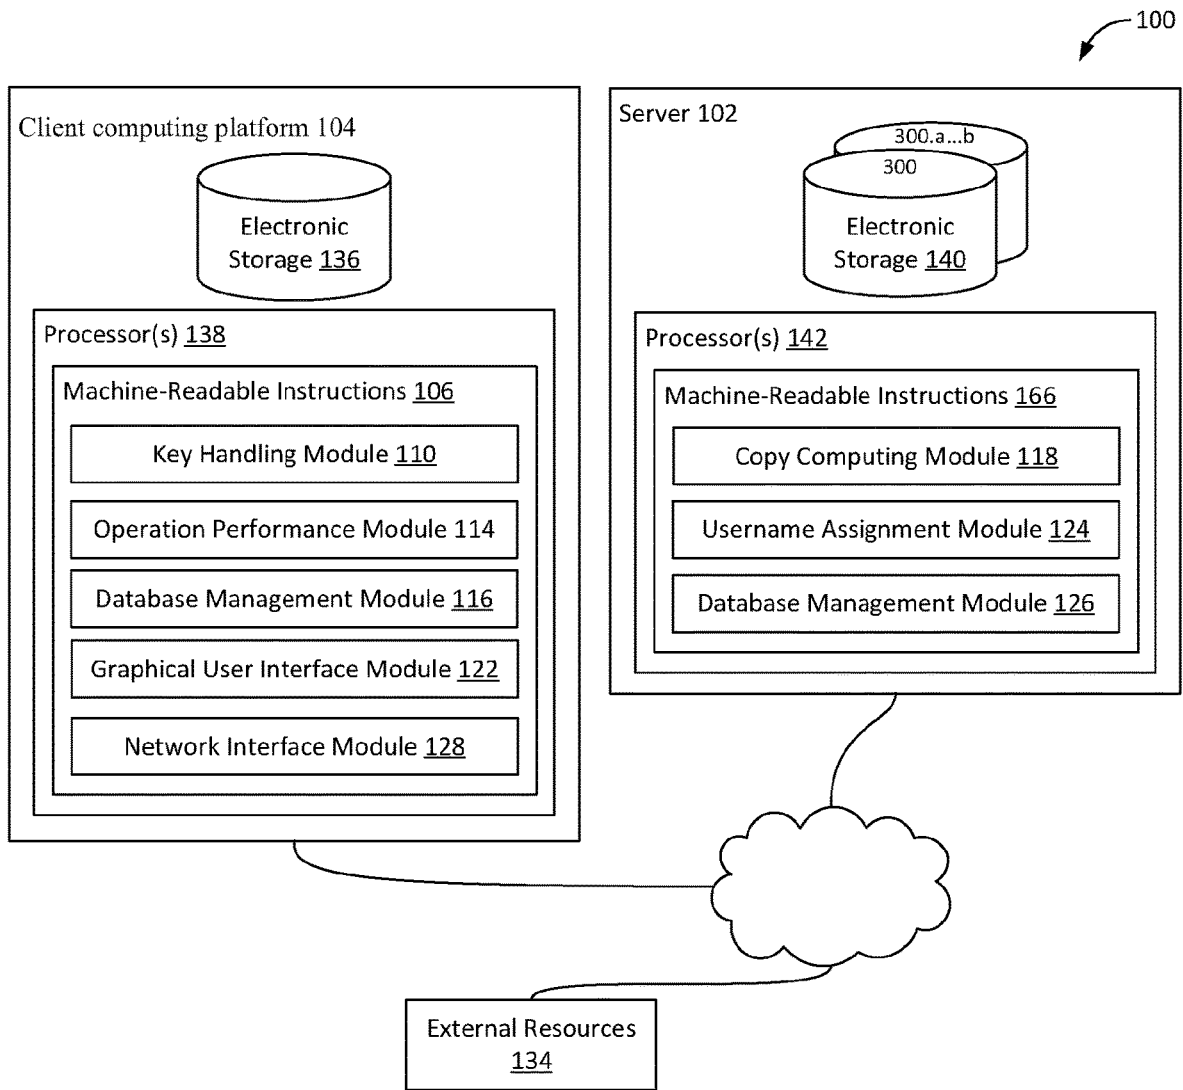 100
Client computing platform 104
Electronic
Storage 136
Processor(s) 138
Machine-Readable Instructions 106
Key Handling Module 110
Operation Performance Module 114
Database Management Module 116
Graphical User Interface Module 122
Network Interface Module 128
Server 102
300.a...b
300
Electronic
Storage 140
Processor(s) 142
Machine-Readable Instructions 166
Copy Computing Module 118
Username Assignment Module 124
Database Management Module 126
External Resources
134